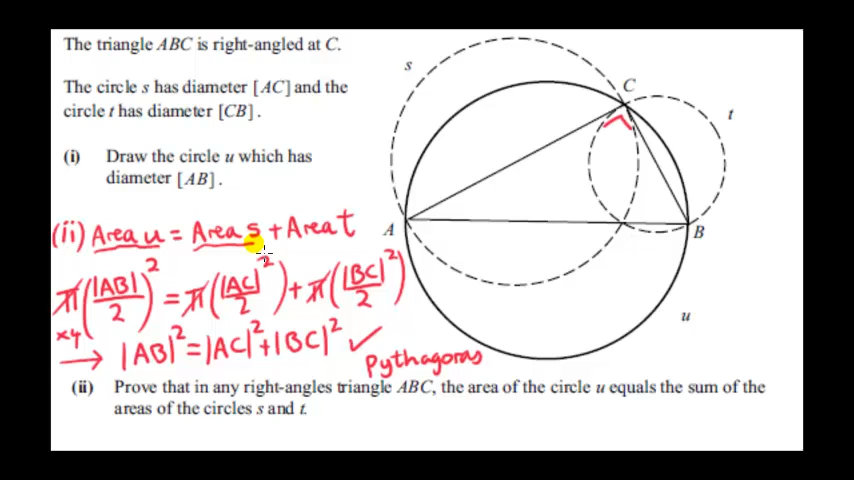 The triangle ABC is right-angled at C.
The circle s has diameter [AC] and the
circle t has diameter [CB].
(i) Draw the circle u which has
diameter [AB].
(ii) Area u = Area s + Area t
π(|AB|/2)² = π(|AC|/2)² + π(|BC|/2)²
x4
→ |AB|² = |AC|² + |BC|² ✓
Pythagoras
s
C
t
A
B
u
(ii) Prove that in any right-angles triangle ABC, the area of the circle u equals the sum of the
areas of the circles s and t.